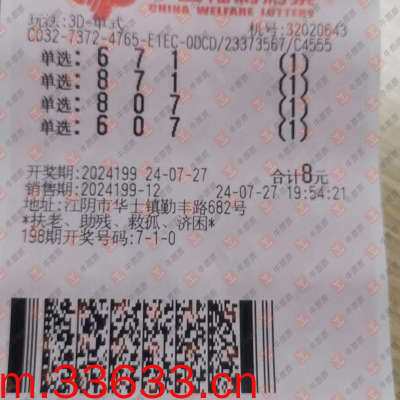 CHINA WELFARE LOTTERY
玩法:3D-单式 机号:32020643
C032-7372-4765-E1EC-0DCD/23373567/C4555
单选: 6 7 1 (1)
单选: 8 7 1 (1)
单选: 8 0 7 (1)
单选: 6 0 7 (1)
开奖期:2024199 24-07-27 合计8元
销售期:2024199-12 24-07-27 19:54:21
地址:江阴市华士镇勤丰路682号
*扶老、助残、救孤、济困*
198期开奖号码:7-1-0
m.33633.cn